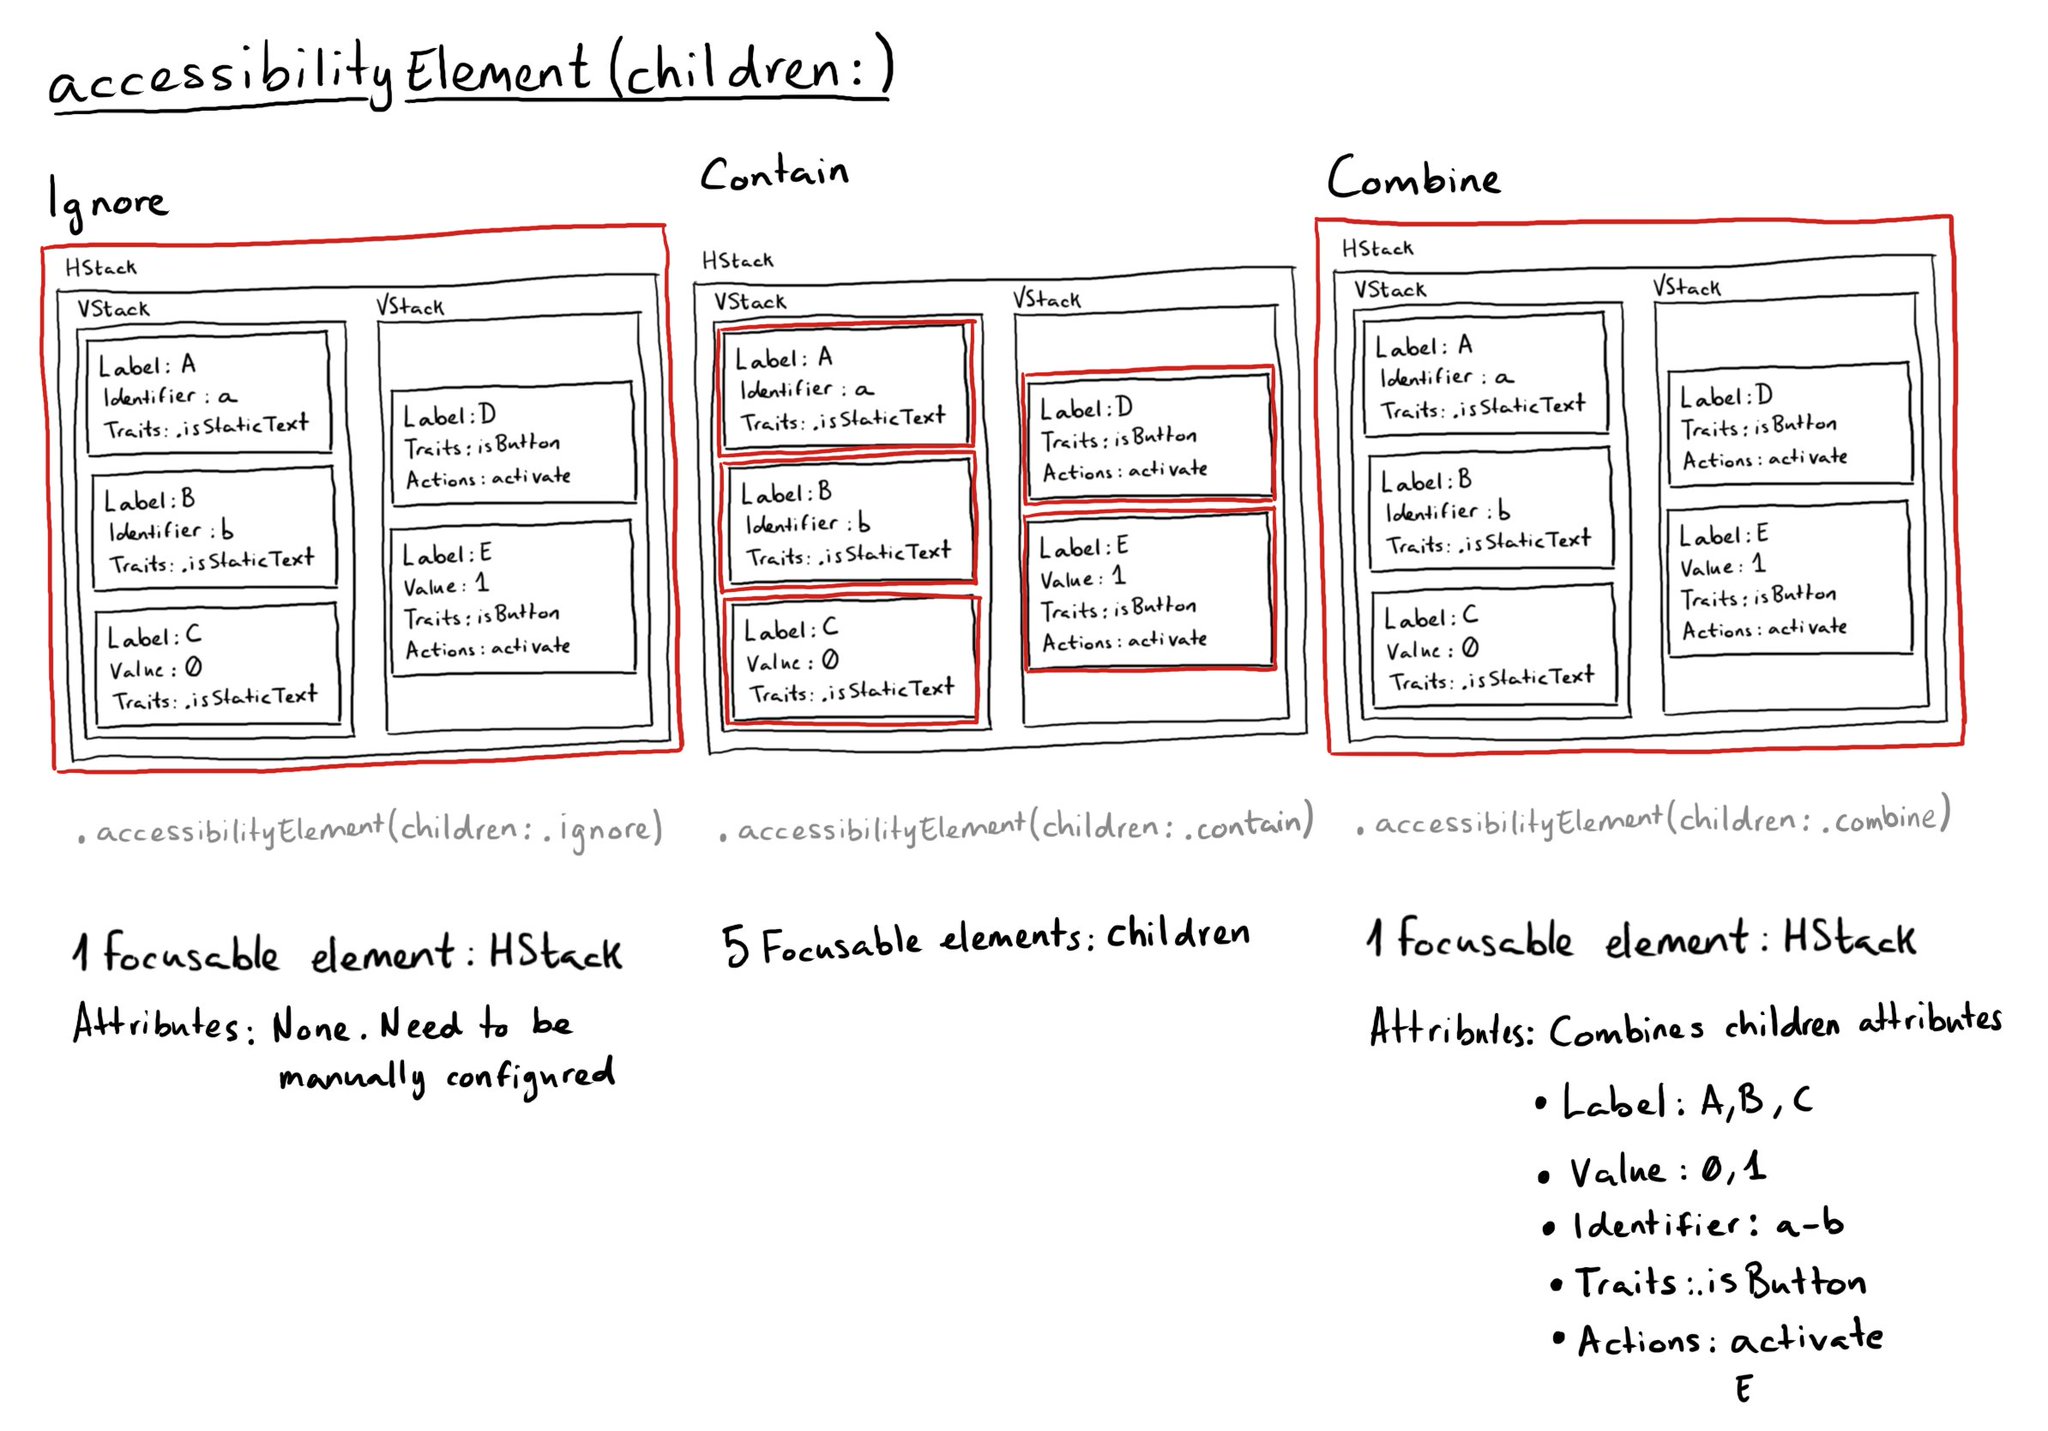 accessibilityElement(children:)
Ignore
HStack
VStack
Label: A
Identifier: a
Traits: .isStaticText
Label: B
Identifier: b
Traits: .isStaticText
Label: C
Value: 0
Traits: .isStaticText
VStack
Label: D
Traits: isButton
Actions: activate
Label: E
Value: 1
Traits: isButton
Actions: activate
.accessibilityElement(children: .ignore)
1 focusable element: HStack
Attributes: None. Need to be
manually configured
Contain
HStack
VStack
Label: A
Identifier: a
Traits: .isStaticText
Label: B
Identifier: b
Traits: .isStaticText
Label: C
Value: 0
Traits: .isStaticText
VStack
Label: D
Traits: isButton
Actions: activate
Label: E
Value: 1
Traits: isButton
Actions: activate
.accessibilityElement(children: .contain)
5 Focusable elements: children
Combine
HStack
VStack
Label: A
Identifier: a
Traits: .isStaticText
Label: B
Identifier: b
Traits: .isStaticText
Label: C
Value: 0
Traits: .isStaticText
VStack
Label: D
Traits: isButton
Actions: activate
Label: E
Value: 1
Traits: isButton
Actions: activate
.accessibilityElement(children: .combine)
1 focusable element: HStack
Attributes: Combines children attributes
• Label: A, B, C
• Value: 0, 1
• Identifier: a-b
• Traits: .isButton
• Actions: activate
E